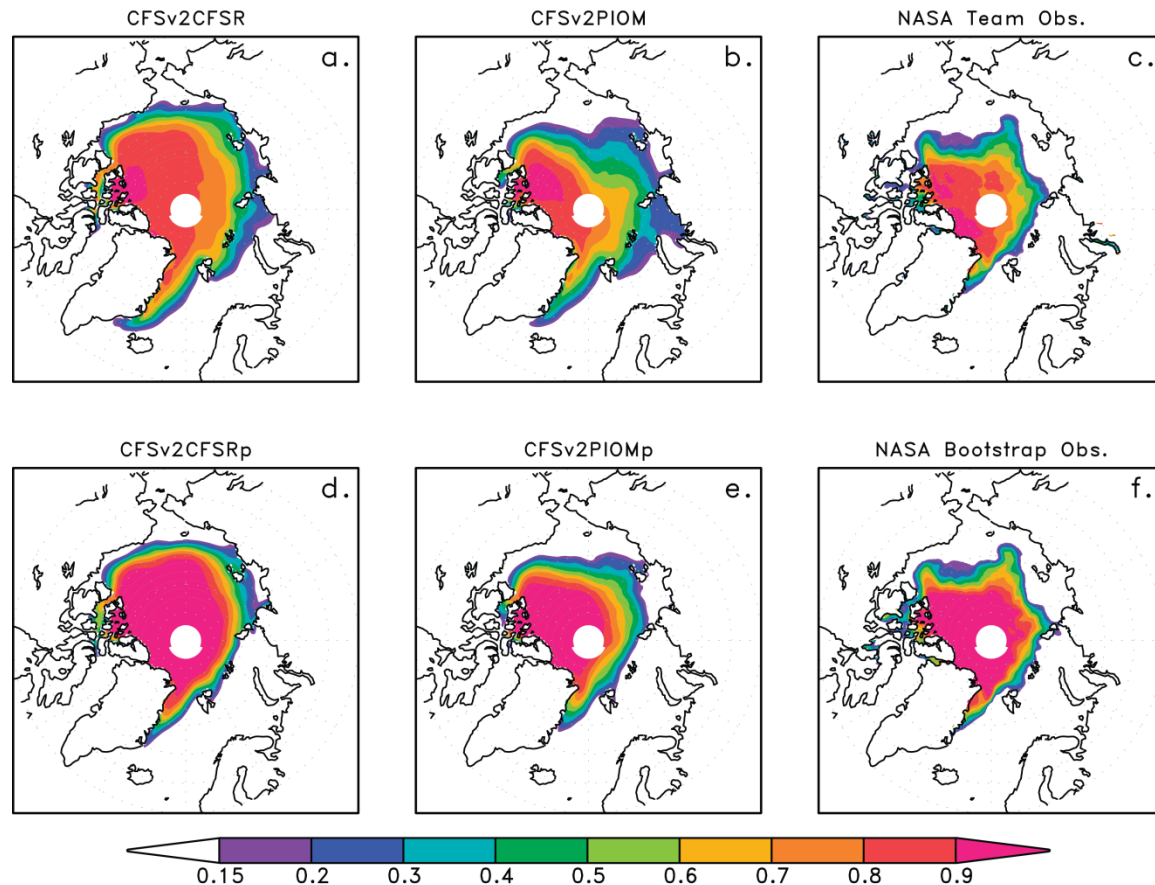 CFSv2CFSR CFSv2PIOM NASA Team Obs.
a. b. c.
CFSv2CFSRp CFSv2PIOMp NASA Bootstrap Obs.
d. e. f.
0.15 0.2 0.3 0.4 0.5 0.6 0.7 0.8 0.9